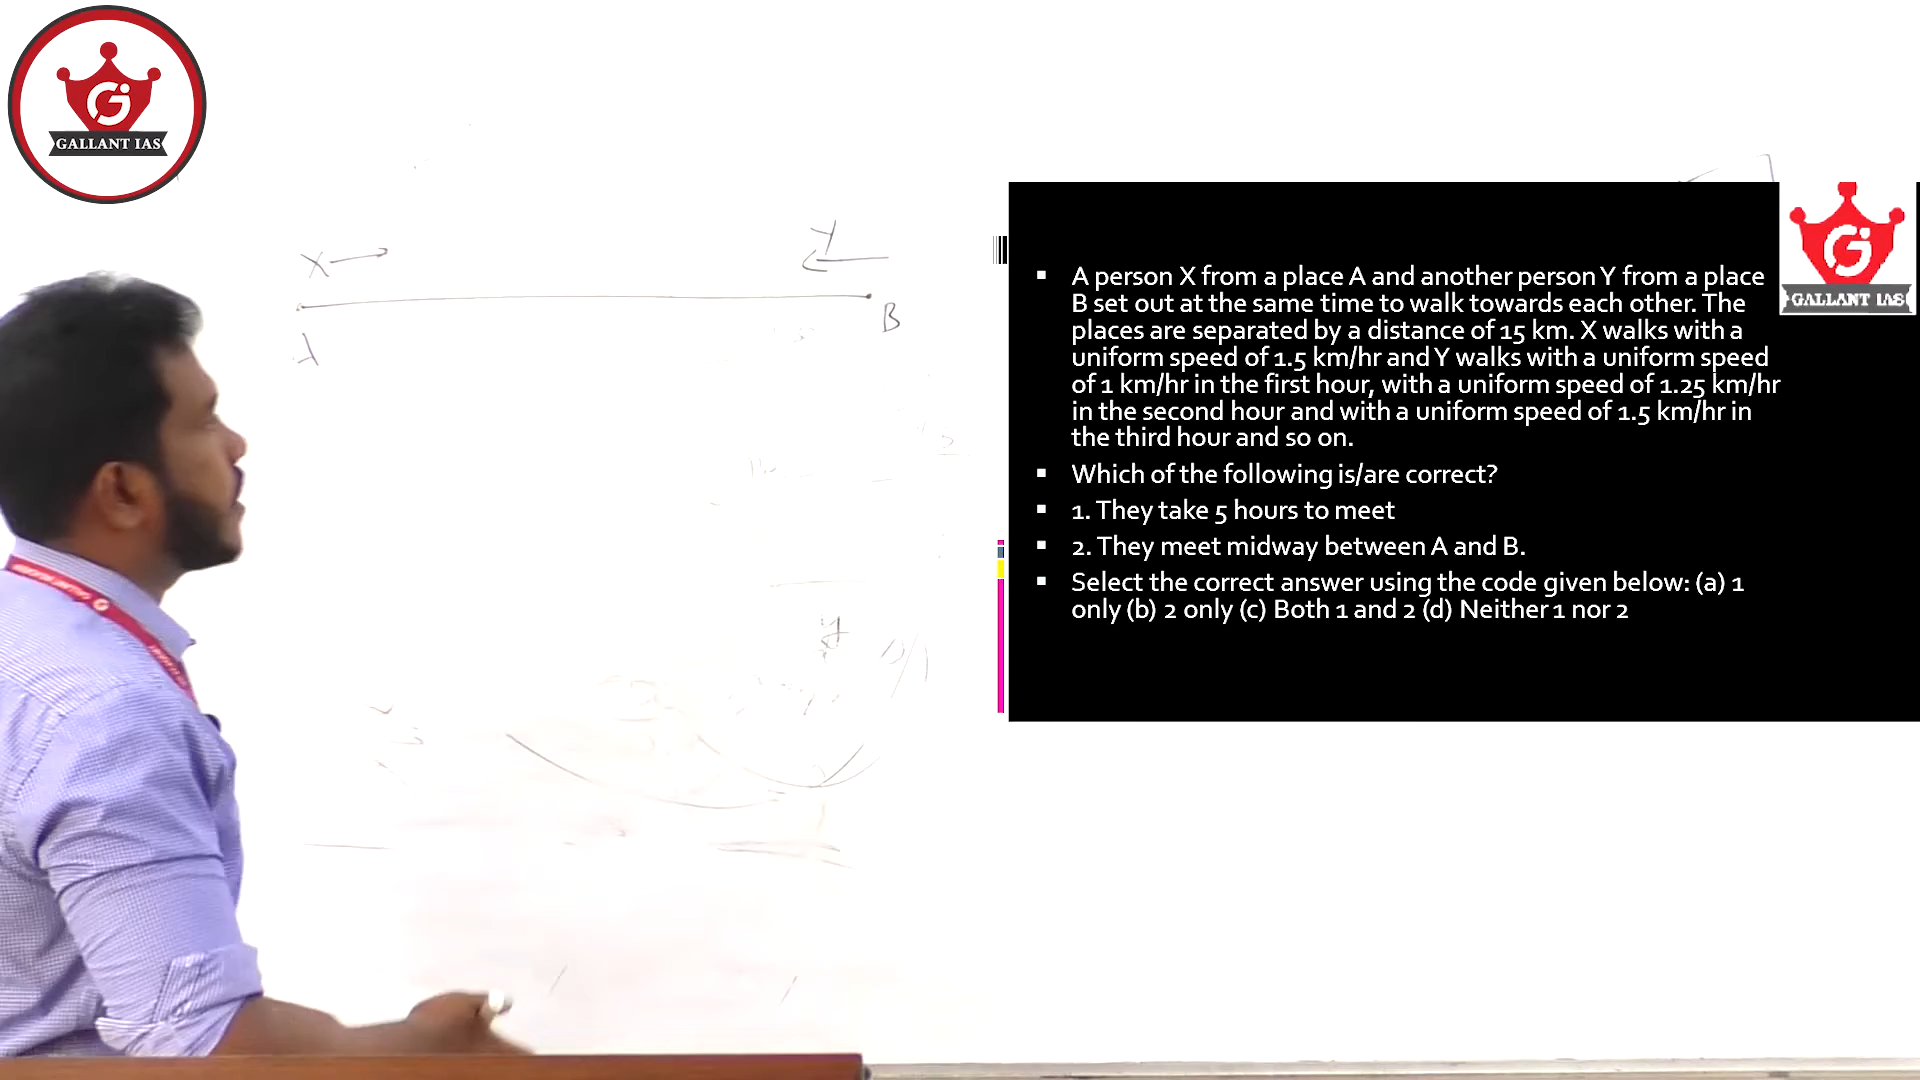 GALLANT IAS
X
Y
A
B
y
GALLANT IAS
▪ A person X from a place A and another person Y from a place
B set out at the same time to walk towards each other. The
places are separated by a distance of 15 km. X walks with a
uniform speed of 1.5 km/hr and Y walks with a uniform speed
of 1 km/hr in the first hour, with a uniform speed of 1.25 km/hr
in the second hour and with a uniform speed of 1.5 km/hr in
the third hour and so on.
▪ Which of the following is/are correct?
▪ 1. They take 5 hours to meet
▪ 2. They meet midway between A and B.
▪ Select the correct answer using the code given below: (a) 1
only (b) 2 only (c) Both 1 and 2 (d) Neither 1 nor 2